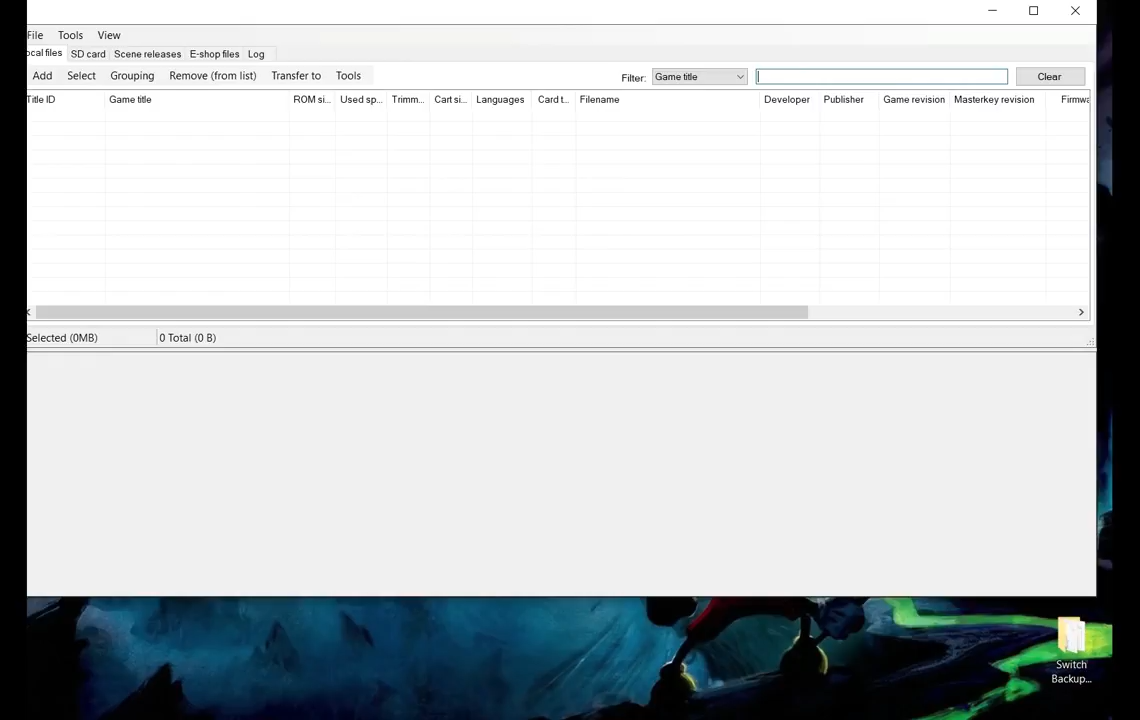 File Tools View
ocal files SD card Scene releases E-shop files Log
Add Select Grouping Remove (from list) Transfer to Tools Filter: Game title Clear
Title ID Game title ROM si... Used sp... Trimm... Cart si... Languages Card t... Filename Developer Publisher Game revision Masterkey revision Firmwa
Selected (0MB) 0 Total (0 B)
Switch
Backup...